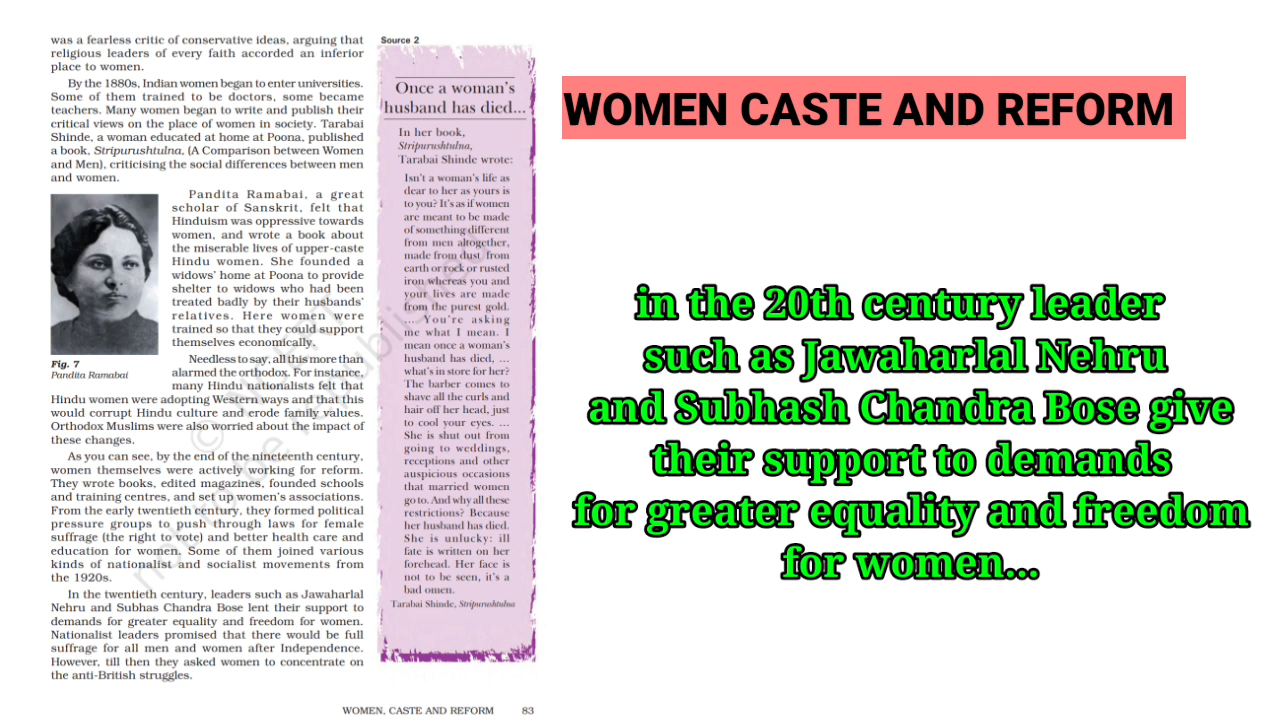 was a fearless critic of conservative ideas, arguing that
religious leaders of every faith accorded an inferior
place to women.
By the 1880s, Indian women began to enter universities.
Some of them trained to be doctors, some became
teachers. Many women began to write and publish their
critical views on the place of women in society. Tarabai
Shinde, a woman educated at home at Poona, published
a book, Stripurushtulna, (A Comparison between Women
and Men), criticising the social differences between men
and women.
Pandita Ramabai, a great
scholar of Sanskrit, felt that
Hinduism was oppressive towards
women, and wrote a book about
the miserable lives of upper-caste
Hindu women. She founded a
widows' home at Poona to provide
shelter to widows who had been
treated badly by their husbands'
relatives. Here women were
trained so that they could support
themselves economically.
Fig. 7
Pandita Ramabai
Needless to say, all this more than
alarmed the orthodox. For instance,
many Hindu nationalists felt that
Hindu women were adopting Western ways and that this
would corrupt Hindu culture and erode family values.
Orthodox Muslims were also worried about the impact of
these changes.
As you can see, by the end of the nineteenth century,
women themselves were actively working for reform.
They wrote books, edited magazines, founded schools
and training centres, and set up women's associations.
From the early twentieth century, they formed political
pressure groups to push through laws for female
suffrage (the right to vote) and better health care and
education for women. Some of them joined various
kinds of nationalist and socialist movements from
the 1920s.
In the twentieth century, leaders such as Jawaharlal
Nehru and Subhas Chandra Bose lent their support to
demands for greater equality and freedom for women.
Nationalist leaders promised that there would be full
suffrage for all men and women after Independence.
However, till then they asked women to concentrate on
the anti-British struggles.
Source 2
Once a woman's
husband has died...
In her book,
Stripurushtulna,
Tarabai Shinde wrote:
Isn't a woman's life as
dear to her as yours is
to you? It's as if women
are meant to be made
of something different
from men altogether,
made from dust from
earth or rock or rusted
iron whereas you and
your lives are made
from the purest gold.
... You're asking
me what I mean. I
mean once a woman's
husband has died, ...
what's in store for her?
The barber comes to
shave all the curls and
hair off her head, just
to cool your eyes. ...
She is shut out from
going to weddings,
receptions and other
auspicious occasions
that married women
go to. And why all these
restrictions? Because
her husband has died.
She is unlucky: ill
fate is written on her
forehead. Her face is
not to be seen, it's a
bad omen.
Tarabai Shinde, Stripurushtulna
WOMEN, CASTE AND REFORM 83
WOMEN CASTE AND REFORM
in the 20th century leader
such as Jawaharlal Nehru
and Subhash Chandra Bose give
their support to demands
for greater equality and freedom
for women...